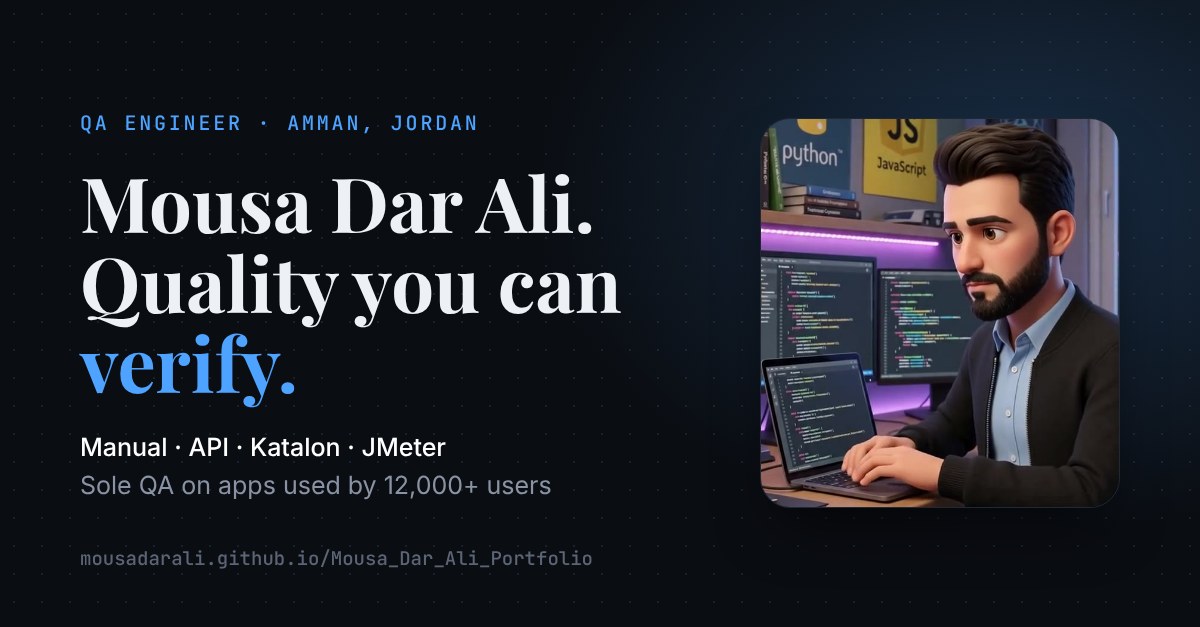 QA ENGINEER · AMMAN, JORDAN
Mousa Dar Ali.
Quality you can
verify.
Manual · API · Katalon · JMeter
Sole QA on apps used by 12,000+ users
mousadarali.github.io/Mousa_Dar_Ali_Portfolio
python™
JS
JavaScript